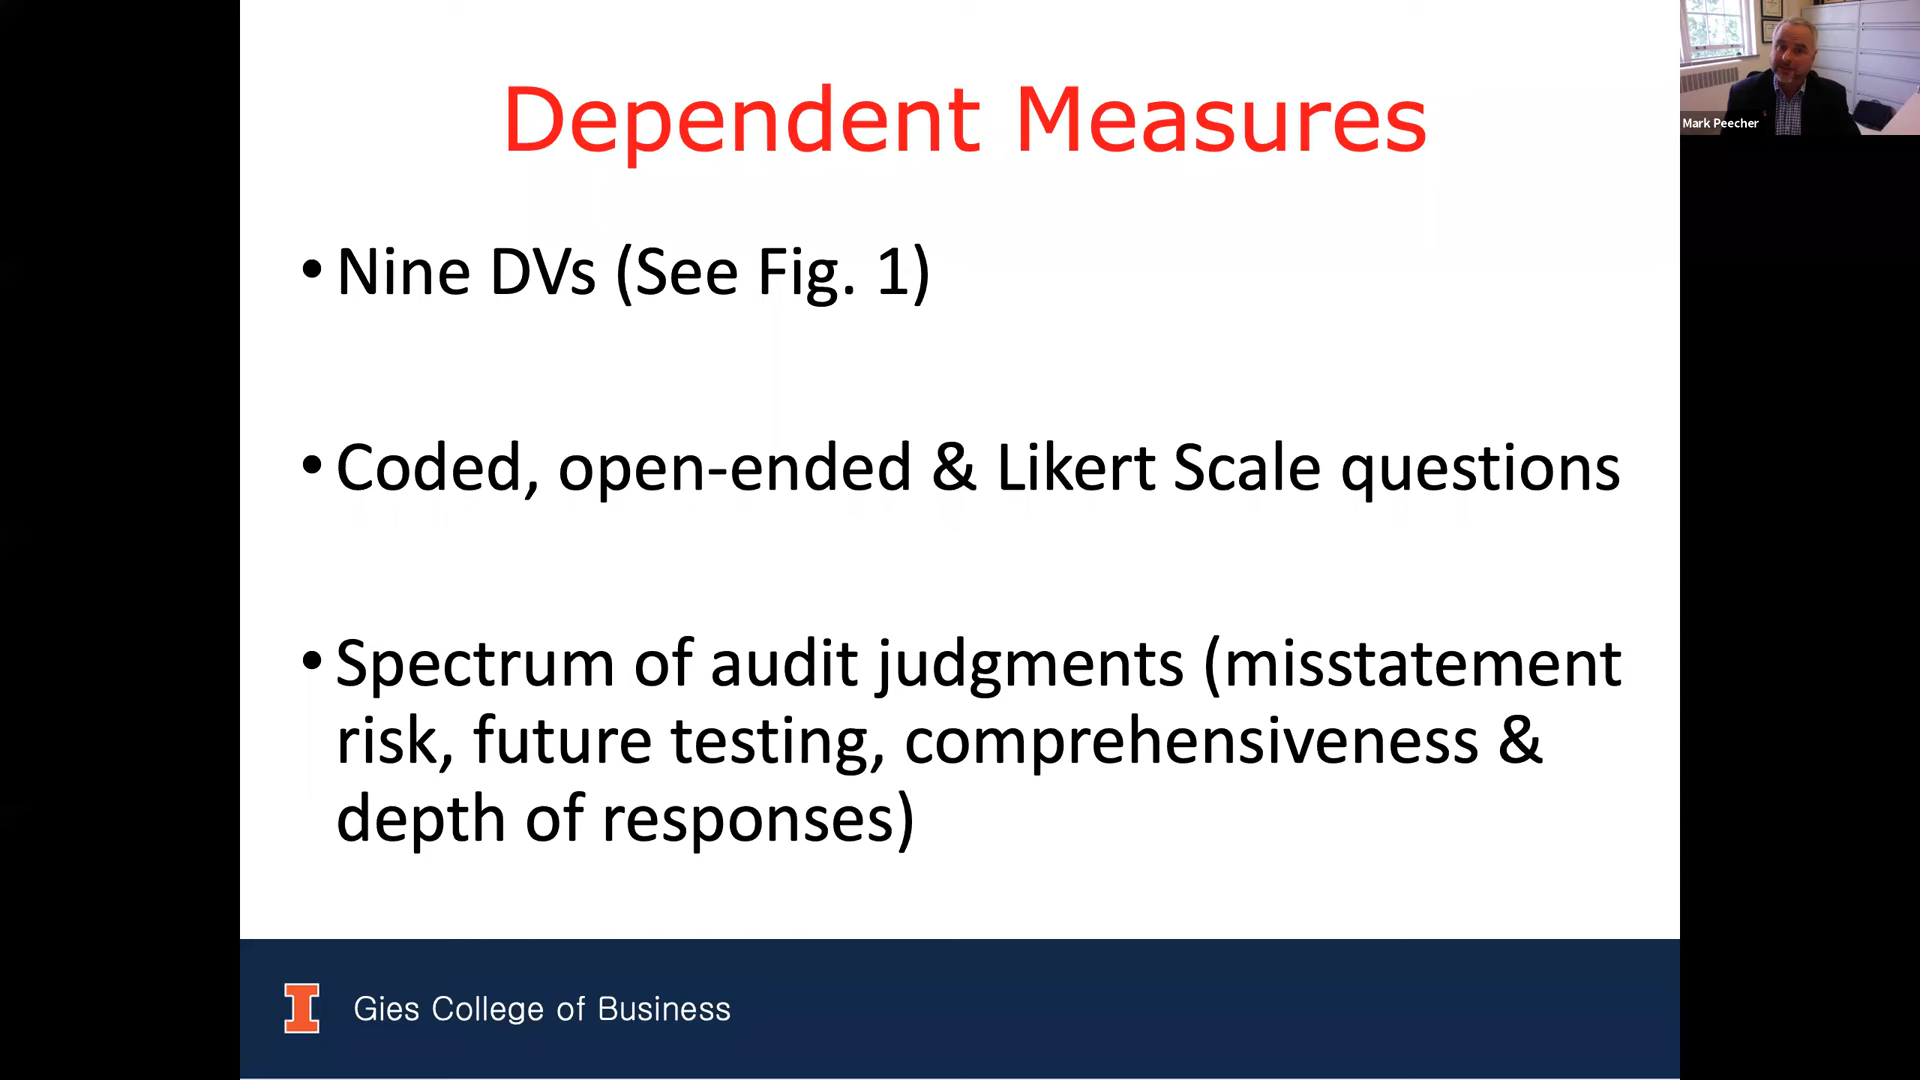 Dependent Measures
Mark Peecher
• Nine DVs (See Fig. 1)
• Coded, open-ended & Likert Scale questions
• Spectrum of audit judgments (misstatement
risk, future testing, comprehensiveness &
depth of responses)
I Gies College of Business